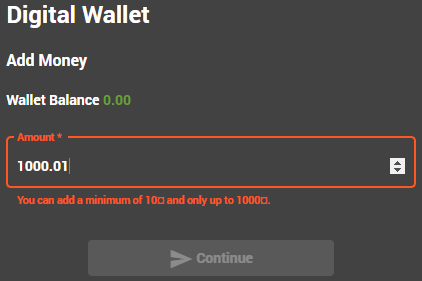 Digital Wallet
Add Money
Wallet Balance 0.00
Amount *
1000.01
You can add a minimum of 10□ and only up to 1000□.
Continue